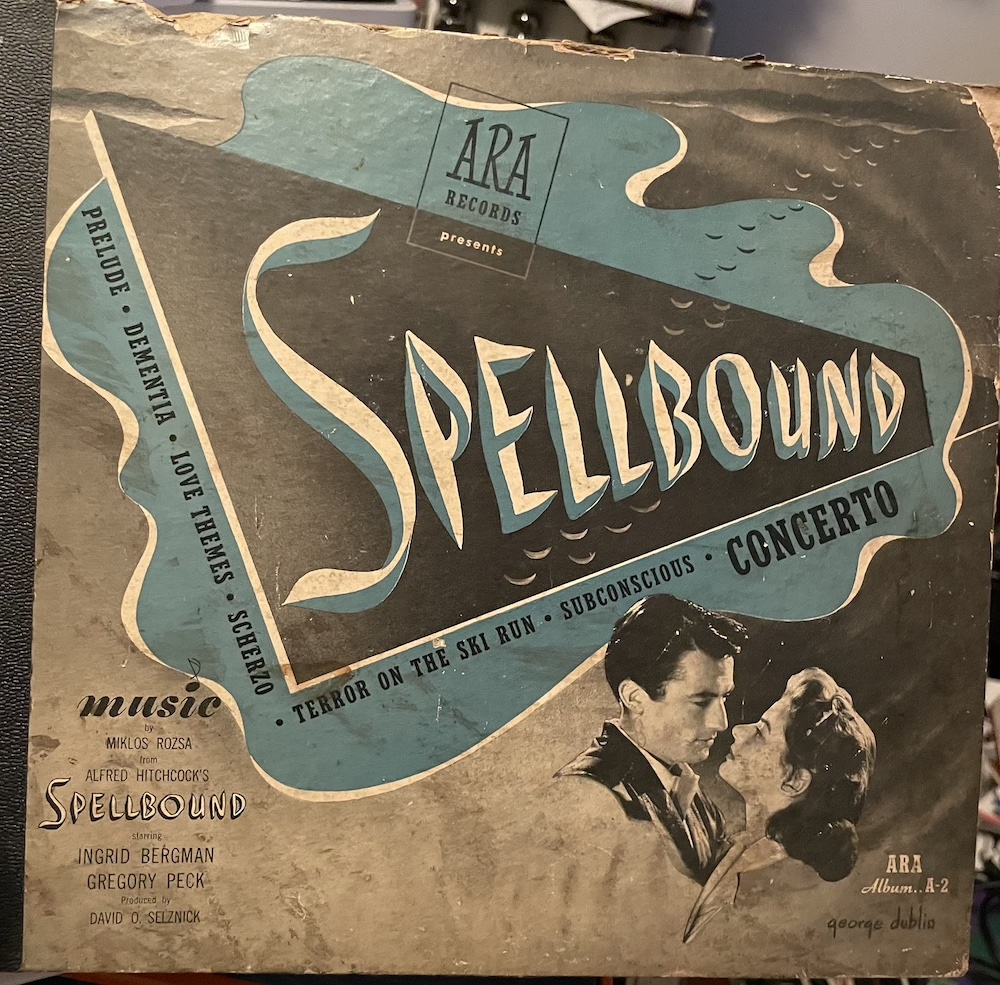 ARA
RECORDS
presents
SPELLBOUND
PRELUDE • DEMENTIA • LOVE THEMES • SCHERZO
• TERROR ON THE SKI RUN • SUBCONSCIOUS • CONCERTO
music
by
MIKLOS ROZSA
from
ALFRED HITCHCOCK'S
SPELLBOUND
starring
INGRID BERGMAN
GREGORY PECK
Produced by
DAVID O. SELZNICK
ARA
Album.. A-2
george dublin